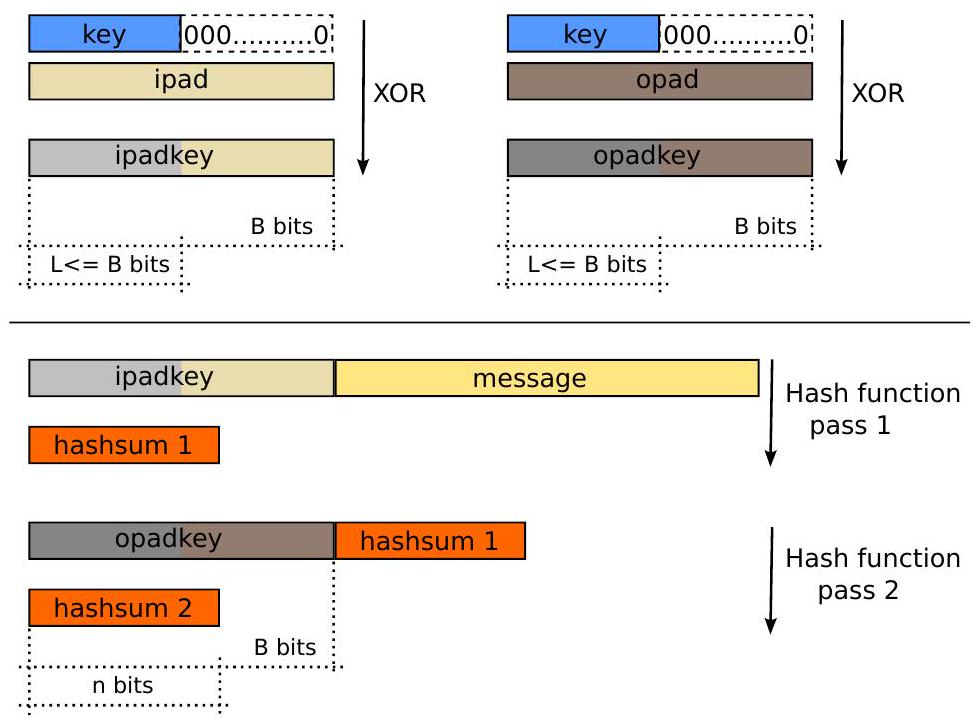 key 000..........0
ipad
XOR
ipadkey
B bits
L<= B bits
key 000..........0
opad
XOR
opadkey
B bits
L<= B bits
ipadkey message
Hash function
pass 1
hashsum 1
opadkey hashsum 1
Hash function
pass 2
hashsum 2
B bits
n bits